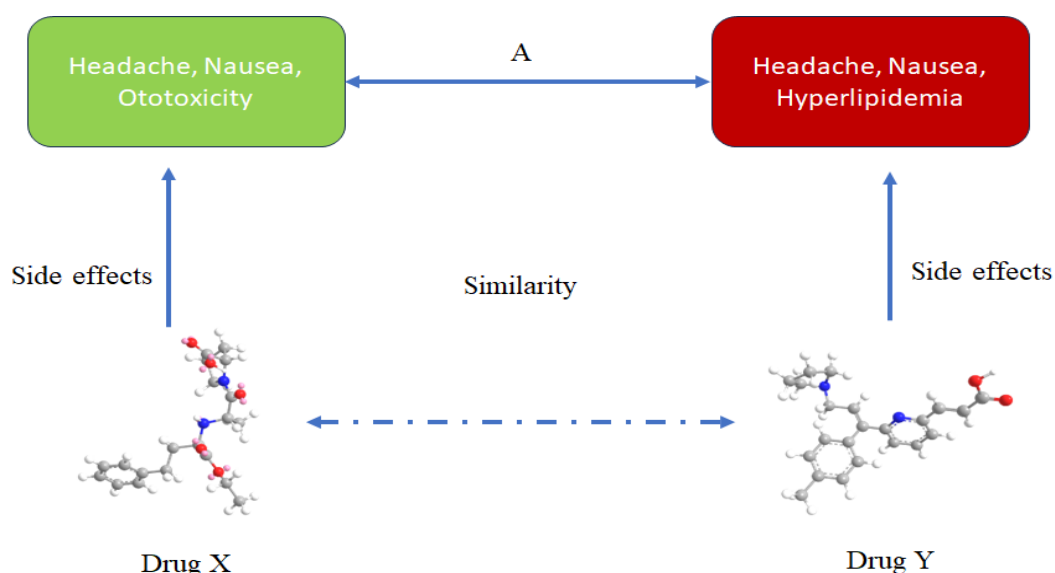 Headache, Nausea,
Ototoxicity
A
Headache, Nausea,
Hyperlipidemia
Side effects
Similarity
Side effects
Drug X
Drug Y